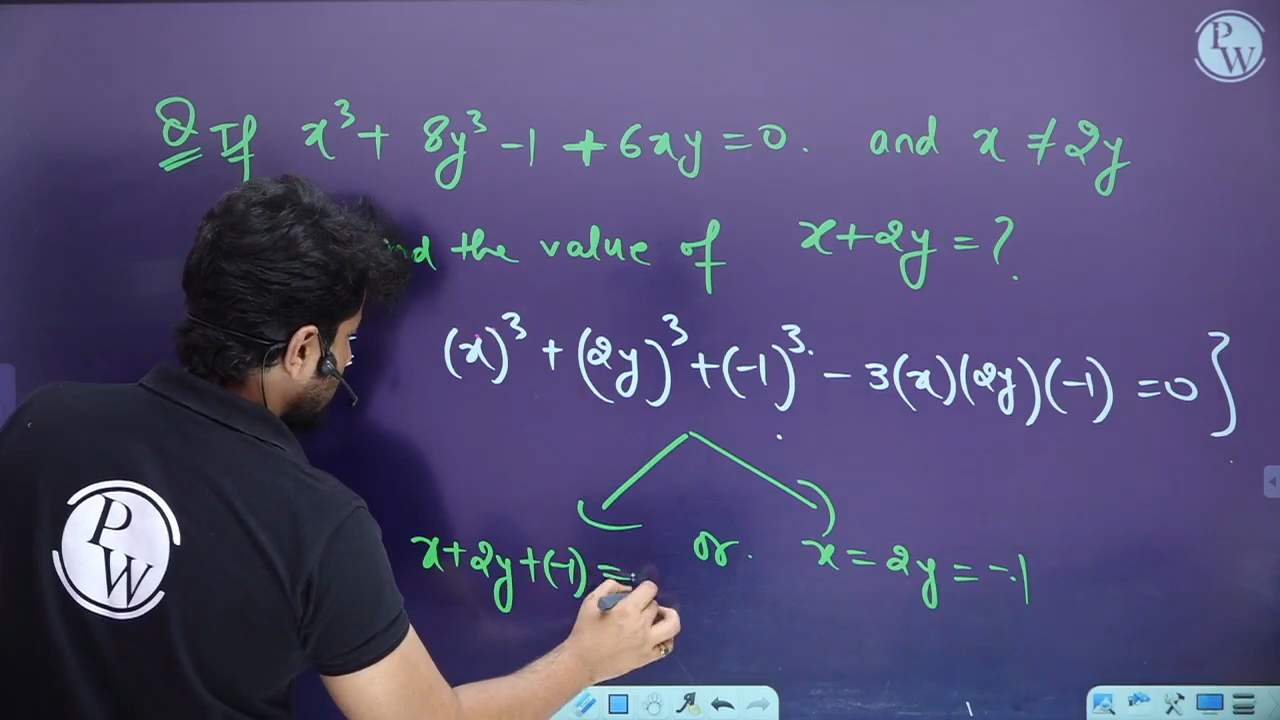 PW
Q If x³ + 8y³ - 1 + 6xy = 0. and x ≠ 2y
the value of x+2y = ?
(x)³ + (2y)³ + (-1)³ - 3(x)(2y)(-1) = 0 }
x+2y+(-1) = or. x = 2y = -1
PW